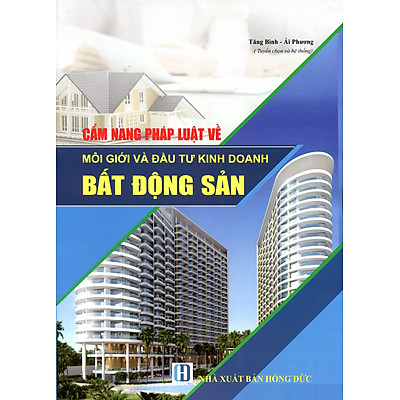 Tăng Bình - Ái Phương
( Tuyển chọn và hệ thống)
CẨM NANG PHÁP LUẬT VỀ
MÔI GIỚI VÀ ĐẦU TƯ KINH DOANH
BẤT ĐỘNG SẢN
NHÀ XUẤT BẢN HỒNG ĐỨC